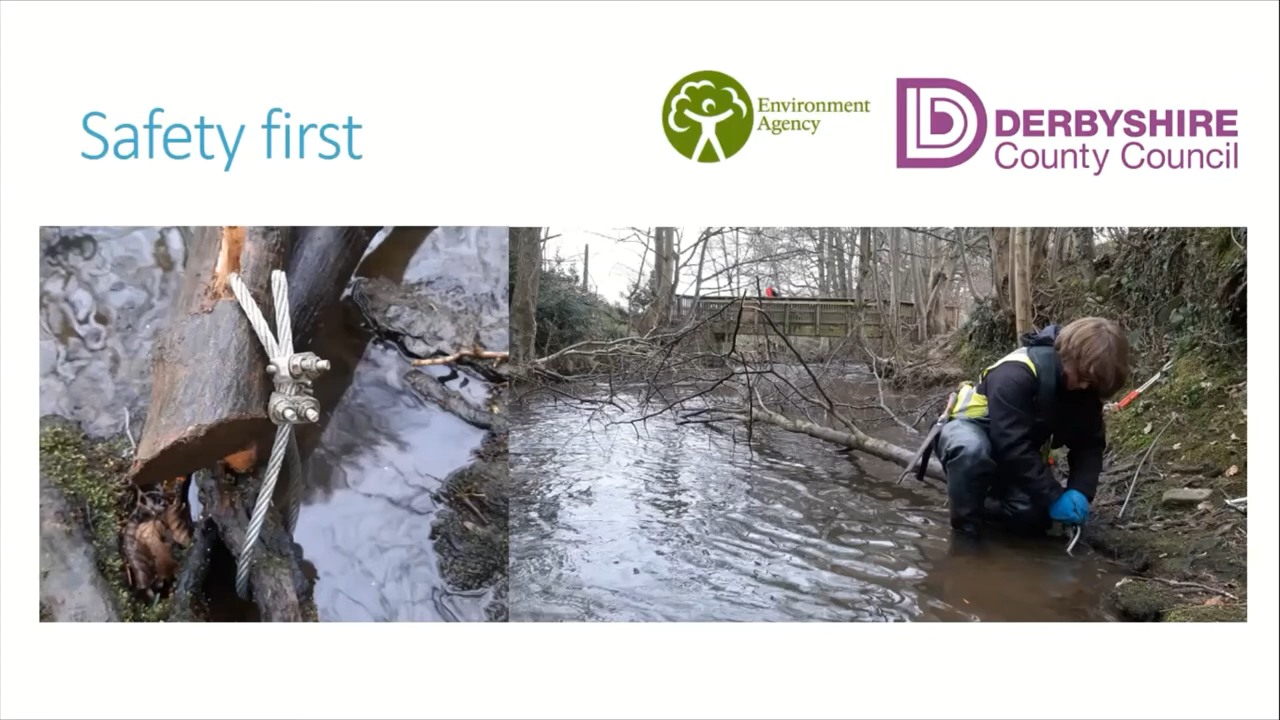 Safety first
Environment
Agency
DERBYSHIRE
County Council